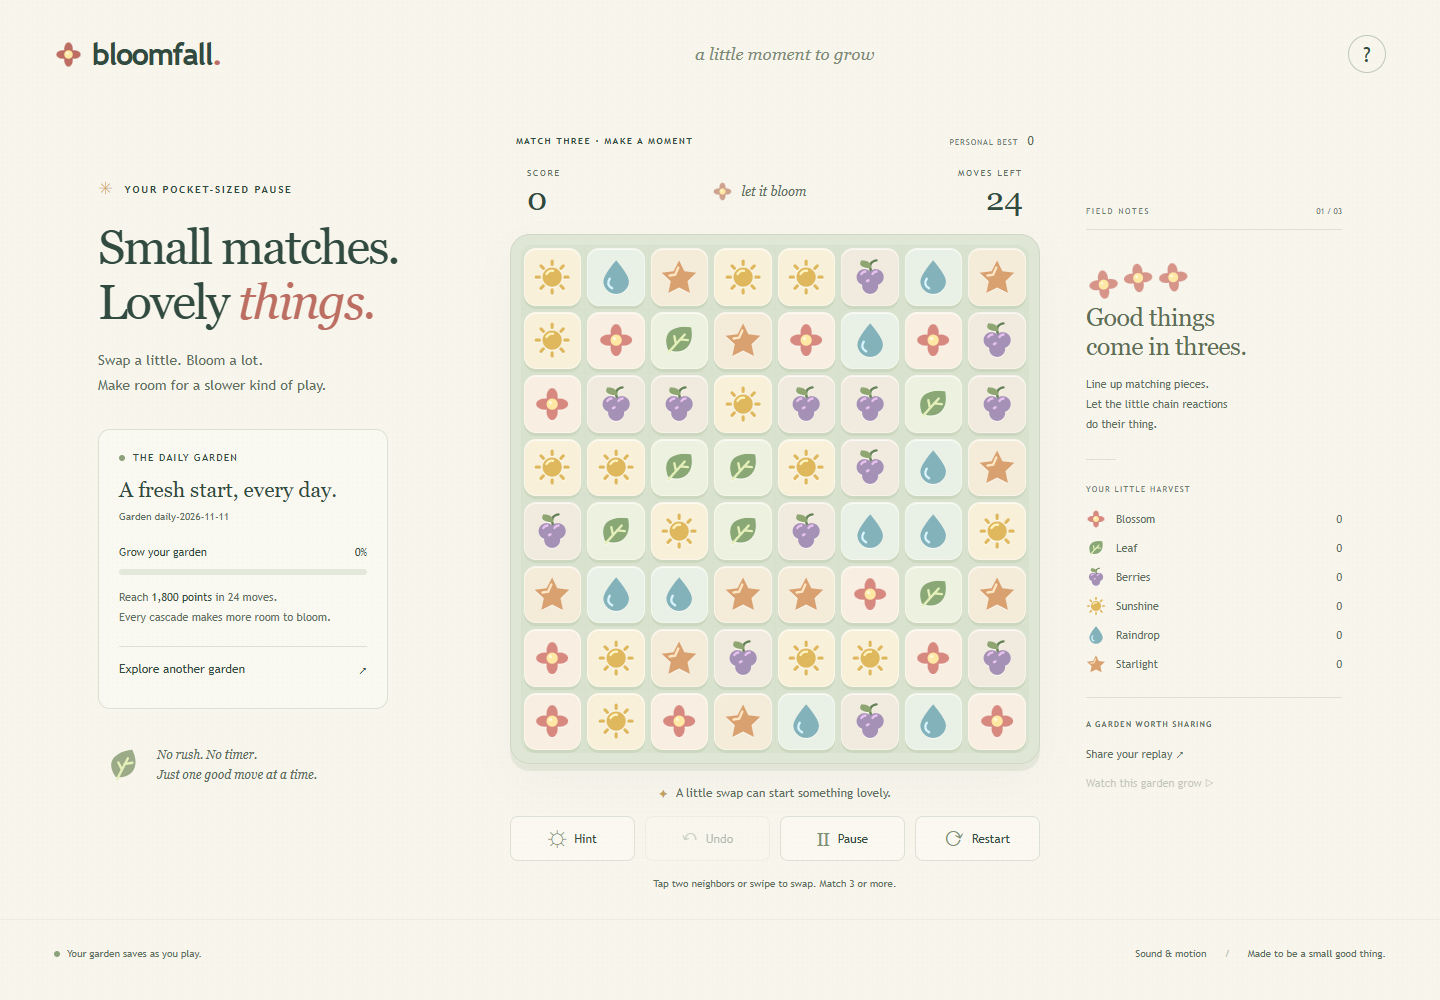 bloomfall.
a little moment to grow
?
YOUR POCKET-SIZED PAUSE
Small matches.
Lovely things.
Swap a little. Bloom a lot.
Make room for a slower kind of play.
THE DAILY GARDEN
A fresh start, every day.
Garden daily-2026-11-11
Grow your garden 0%
Reach 1,800 points in 24 moves.
Every cascade makes more room to bloom.
Explore another garden ↗
No rush. No timer.
Just one good move at a time.
MATCH THREE · MAKE A MOMENT
PERSONAL BEST 0
SCORE
0
let it bloom
MOVES LEFT
24
A little swap can start something lovely.
Hint
Undo
Pause
Restart
Tap two neighbors or swipe to swap. Match 3 or more.
FIELD NOTES 01 / 03
Good things
come in threes.
Line up matching pieces.
Let the little chain reactions
do their thing.
YOUR LITTLE HARVEST
Blossom 0
Leaf 0
Berries 0
Sunshine 0
Raindrop 0
Starlight 0
A GARDEN WORTH SHARING
Share your replay ↗
Watch this garden grow ▷
Your garden saves as you play.
Sound & motion / Made to be a small good thing.